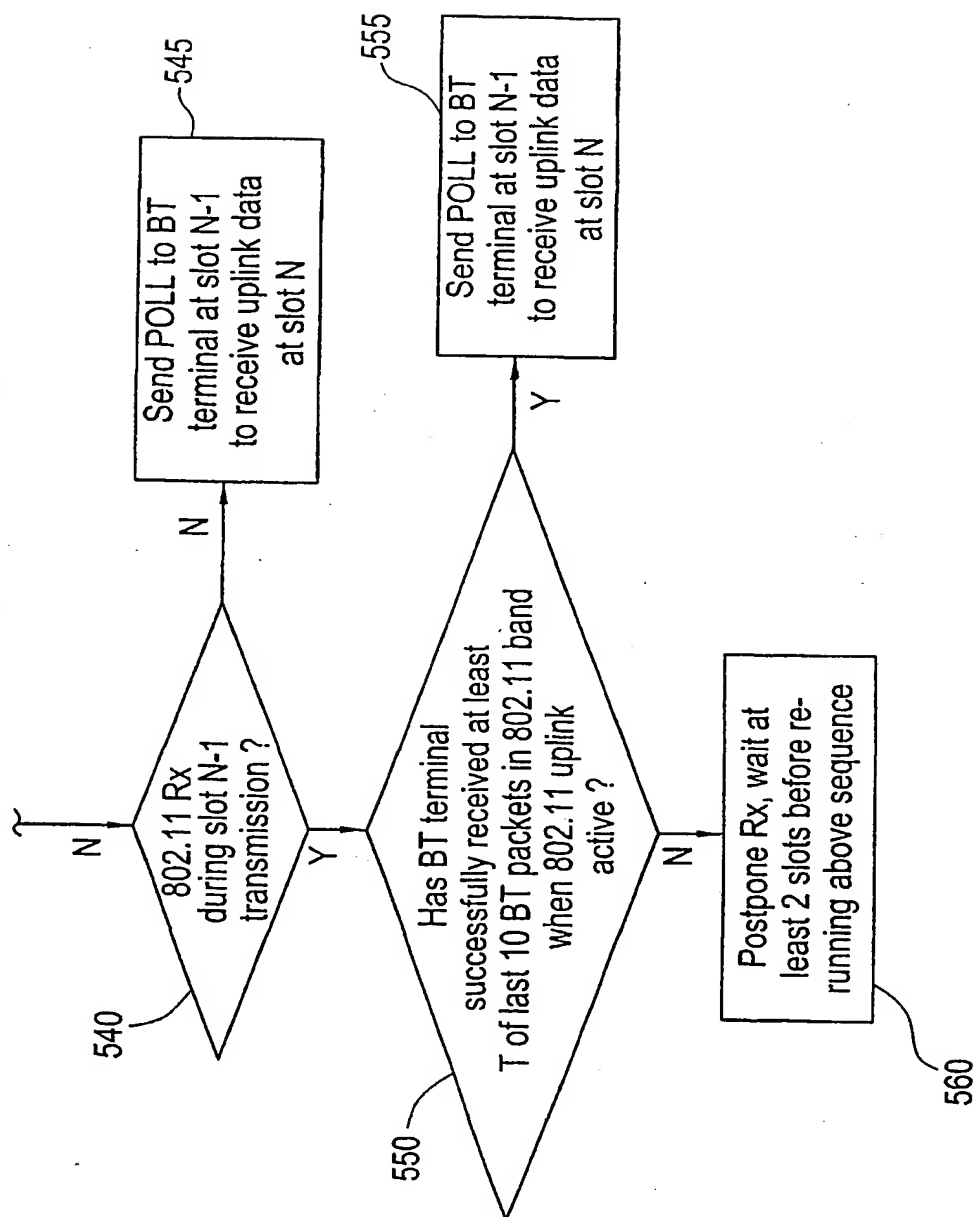 N
802.11 Rx
during slot N-1
transmission ?
540
N
Send POLL to BT
terminal at slot N-1
to receive uplink data
at slot N
545
Y
Has BT terminal
successfully received at least
T of last 10 BT packets in 802.11 band
when 802.11 uplink
active ?
550
Y
Send POLL to BT
terminal at slot N-1
to receive uplink data
at slot N
555
N
Postpone Rx, wait at
least 2 slots before re-
running above sequence
560